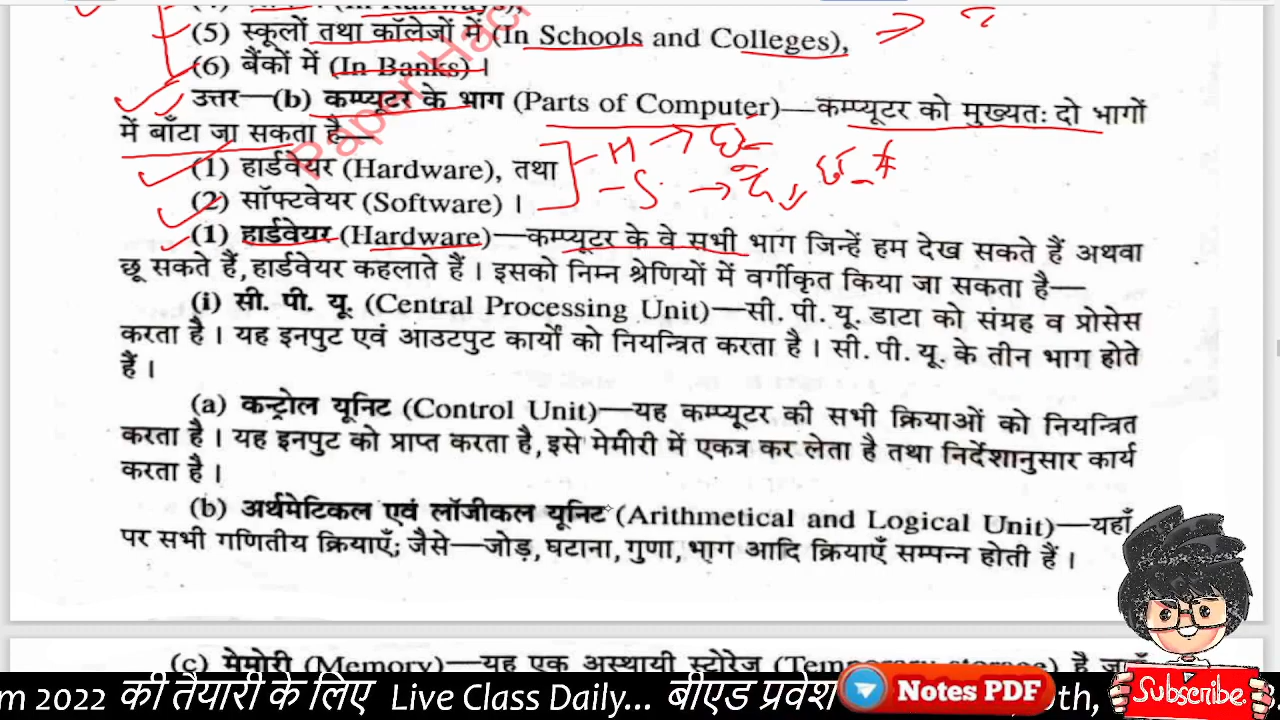 (5) स्कूलों तथा कॉलेजों में (In Schools and Colleges),
(6) बैंकों में (In Banks) ।
उत्तर—(b) कम्प्यूटर के भाग (Parts of Computer)—कम्प्यूटर को मुख्यतः दो भागों
में बाँटा जा सकता है—
(1) हार्डवेयर (Hardware), तथा
(2) सॉफ्टवेयर (Software) ।
(1) हार्डवेयर (Hardware)—कम्प्यूटर के वे सभी भाग जिन्हें हम देख सकते हैं अथवा
छू सकते हैं, हार्डवेयर कहलाते हैं । इसको निम्न श्रेणियों में वर्गीकृत किया जा सकता है—
(i) सी. पी. यू. (Central Processing Unit)—सी. पी. यू. डाटा को संग्रह व प्रोसेस
करता है । यह इनपुट एवं आउटपुट कार्यों को नियन्त्रित करता है । सी. पी. यू. के तीन भाग होते
हैं ।
(a) कन्ट्रोल यूनिट (Control Unit)—यह कम्प्यूटर की सभी क्रियाओं को नियन्त्रित
करता है । यह इनपुट को प्राप्त करता है, इसे मेमीरी में एकत्र कर लेता है तथा निर्देशानुसार कार्य
करता है ।
(b) अर्थमेटिकल एवं लॉजीकल यूनिट (Arithmetical and Logical Unit)—यहाँ
पर सभी गणितीय क्रियाएँ; जैसे—जोड़, घटाना, गुणा, भाग आदि क्रियाएँ सम्पन्न होती हैं ।
(c) मेमोरी (Memory)—यह एक अस्थायी स्टोरेज
2022 की तैयारी के लिए Live Class Daily... बीएड प्रवेश
Notes PDF
Subscribe
H
S
Paper